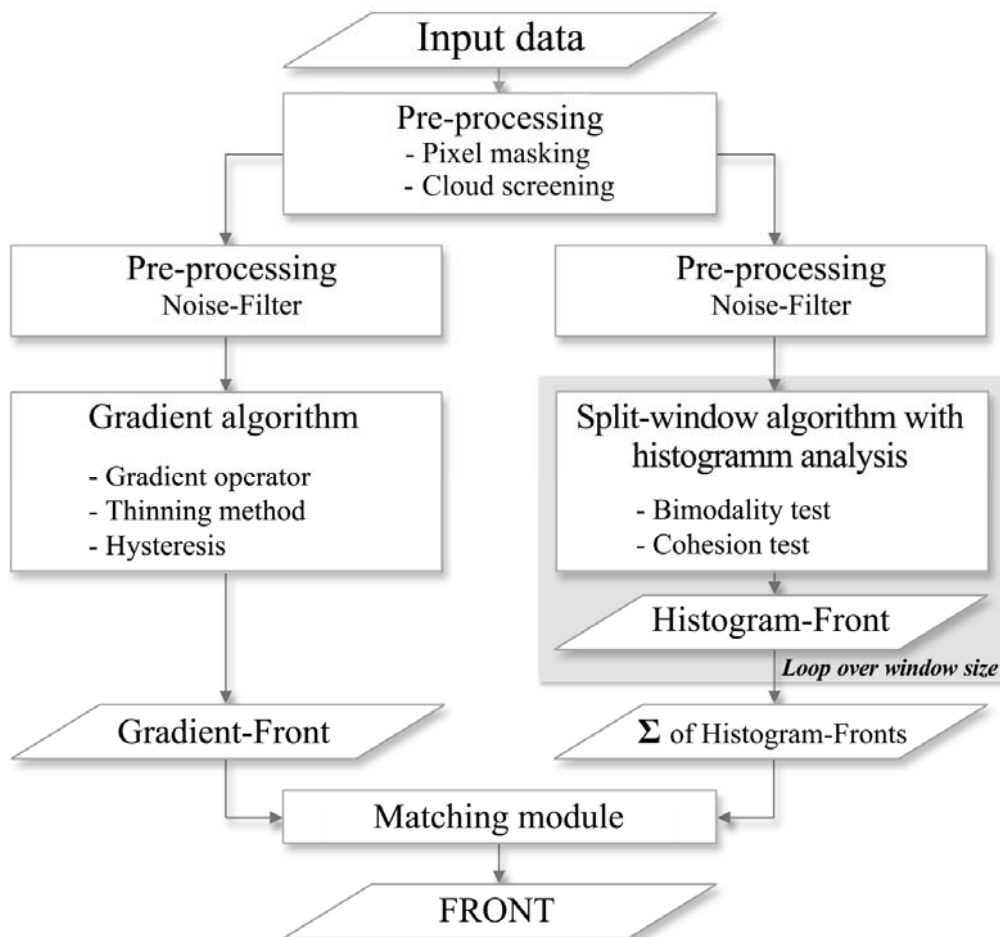 Input data
Pre-processing
- Pixel masking
- Cloud screening
Pre-processing
Noise-Filter
Pre-processing
Noise-Filter
Gradient algorithm
- Gradient operator
- Thinning method
- Hysteresis
Split-window algorithm with
histogramm analysis
- Bimodality test
- Cohesion test
Histogram-Front
Loop over window size
Gradient-Front
Σ of Histogram-Fronts
Matching module
FRONT